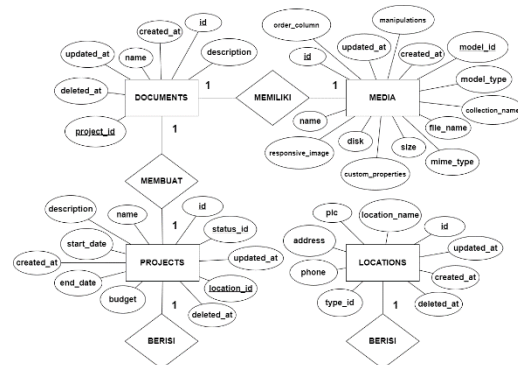 order_column
manipulations
id
created_at
updated_at
name
description
updated_at
created_at
model_id
id
deleted_at
1
1
model_type
DOCUMENTS
MEMILIKI
MEDIA
collection_name
project_id
1
name
file_name
disk
size
responsive_image
mime_type
custom_properties
MEMBUAT
description
name
id
pic
location_name
id
status_id
start_date
1
address
updated_at
created_at
updated_at
PROJECTS
phone
LOCATIONS
created_at
end_date
location_id
budget
1
deleted_at
type_id
1
deleted_at
BERISI
BERISI